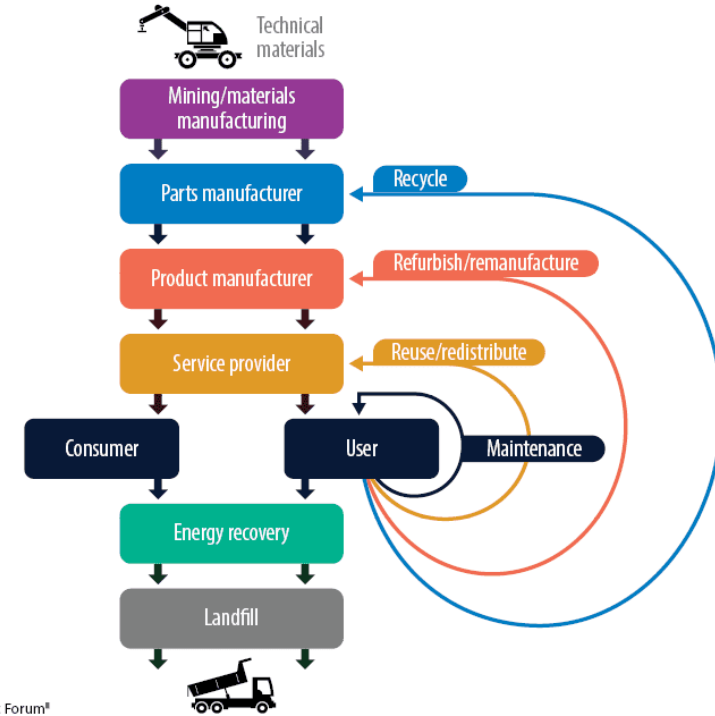 Technical
materials
Mining/materials
manufacturing
Parts manufacturer
Recycle
Product manufacturer
Refurbish/remanufacture
Service provider
Reuse/redistribute
Consumer
User
Maintenance
Energy recovery
Landfill
Forum®